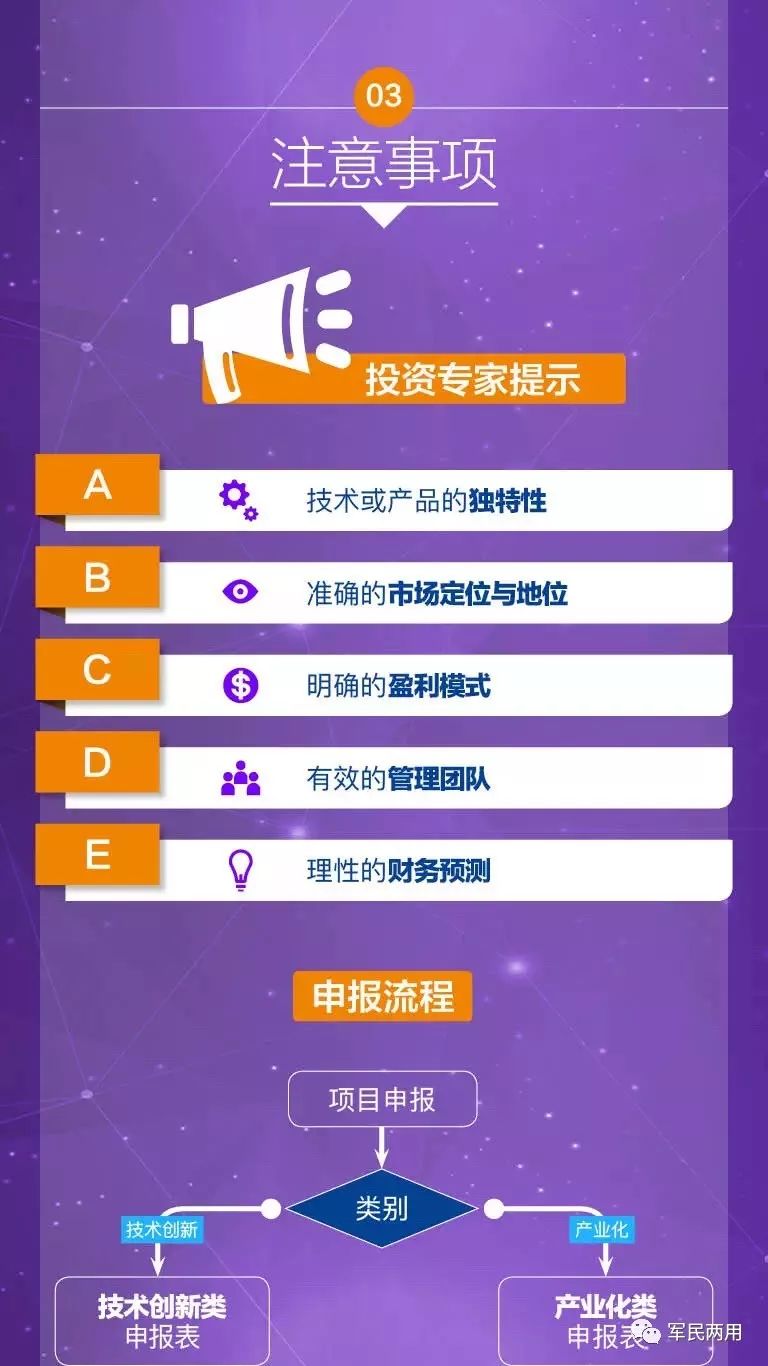 03
注意事项
投资专家提示
A
技术或产品的独特性
B
准确的市场定位与地位
C
明确的盈利模式
D
有效的管理团队
E
理性的财务预测
申报流程
项目申报
类别
技术创新
产业化
技术创新类
申报表
产业化类
申报表
军民两用